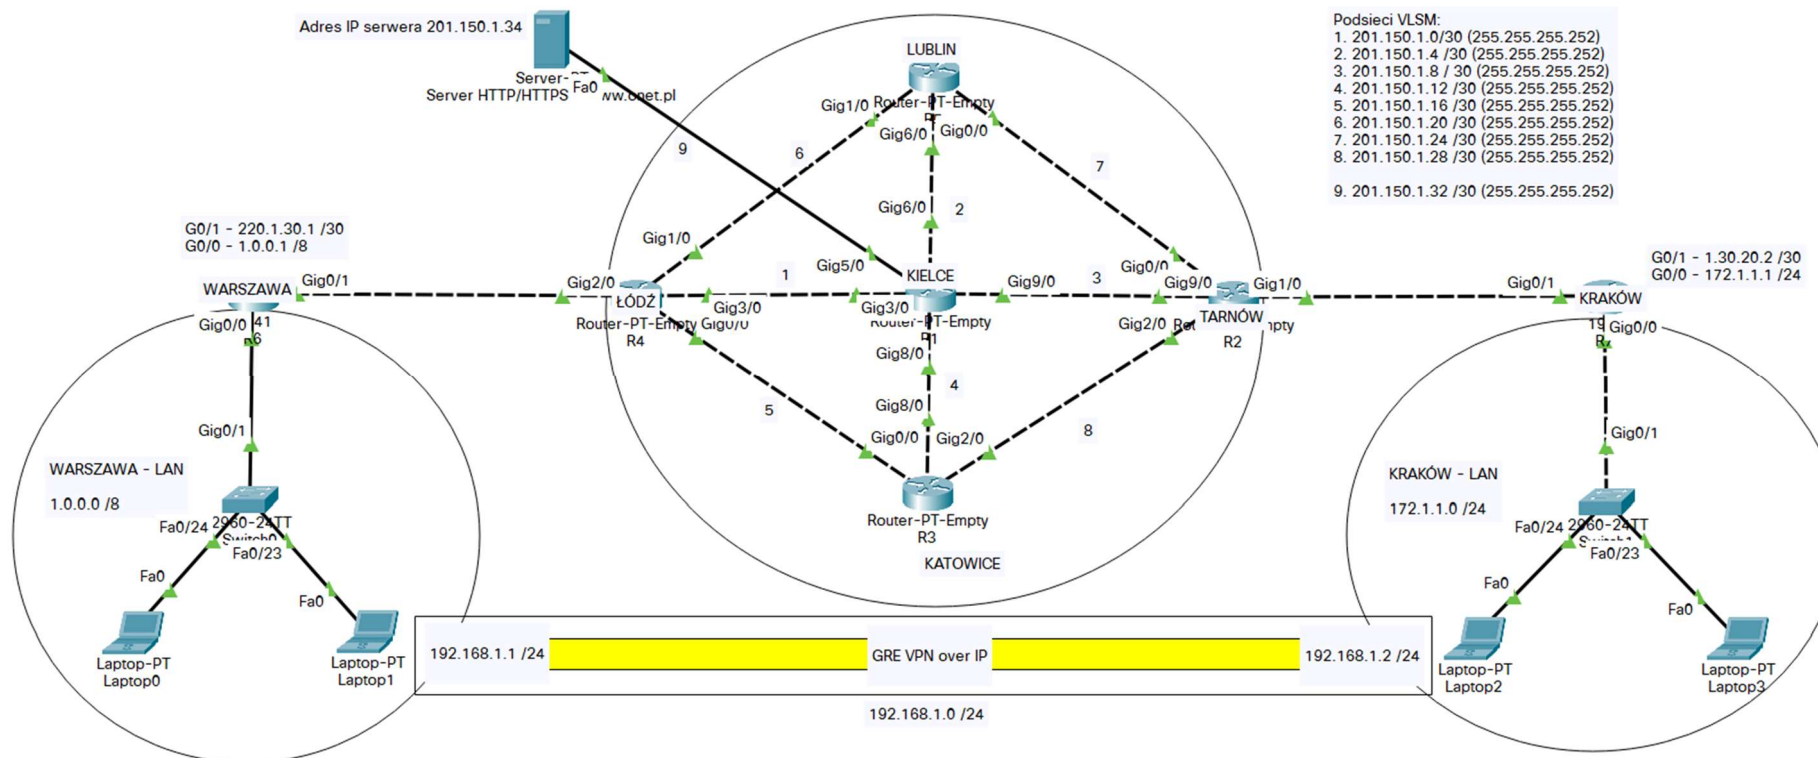 Adres IP serwera 201.150.1.34
Fa0
Server HTTP/HTTPS
Podsieci VLSM:
1. 201.150.1.0/30 (255.255.255.252)
2. 201.150.1.4 /30 (255.255.255.252)
3. 201.150.1.8 / 30 (255.255.255.252)
4. 201.150.1.12 /30 (255.255.255.252)
5. 201.150.1.16 /30 (255.255.255.252)
6. 201.150.1.20 /30 (255.255.255.252)
7. 201.150.1.24 /30 (255.255.255.252)
8. 201.150.1.28 /30 (255.255.255.252)
9. 201.150.1.32 /30 (255.255.255.252)
LUBLIN
Router-PT-Empty
Gig1/0
Gig6/0
Gig0/0
9
6
7
Gig6/0
2
G0/1 - 220.1.30.1 /30
G0/0 - 1.0.0.1 /8
WARSZAWA
Gig0/1
Gig0/0
Gig1/0
Gig2/0
ŁÓDŹ
Gig3/0
Router-PT-Empty
Gig0/0
R4
1
Gig5/0
KIELCE
Gig9/0
Gig3/0
Router-PT-Empty
Gig8/0
3
Gig0/0
Gig9/0
Gig1/0
TARNÓW
Gig2/0
R2
G0/1 - 1.30.20.2 /30
G0/0 - 172.1.1.1 /24
Gig0/1
KRAKÓW
Gig0/0
4
5
8
Gig8/0
Gig0/0
Gig2/0
Router-PT-Empty
R3
KATOWICE
Gig0/1
WARSZAWA - LAN
1.0.0.0 /8
Fa0/24
2960-24TT
Fa0/23
Fa0
Fa0
Laptop-PT
Laptop0
Laptop-PT
Laptop1
Gig0/1
KRAKÓW - LAN
172.1.1.0 /24
Fa0/24
2960-24TT
Fa0/23
Fa0
Fa0
Laptop-PT
Laptop2
Laptop-PT
Laptop3
192.168.1.1 /24
GRE VPN over IP
192.168.1.2 /24
192.168.1.0 /24